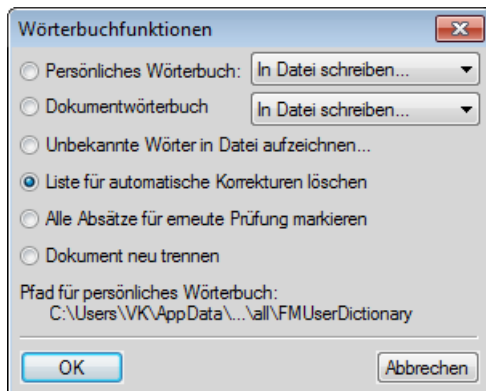 Wörterbuchfunktionen
Persönliches Wörterbuch: In Datei schreiben...
Dokumentwörterbuch In Datei schreiben...
Unbekannte Wörter in Datei aufzeichnen...
Liste für automatische Korrekturen löschen
Alle Absätze für erneute Prüfung markieren
Dokument neu trennen
Pfad für persönliches Wörterbuch:
C:\Users\VK\AppData\...\all\FMUserDictionary
OK Abbrechen